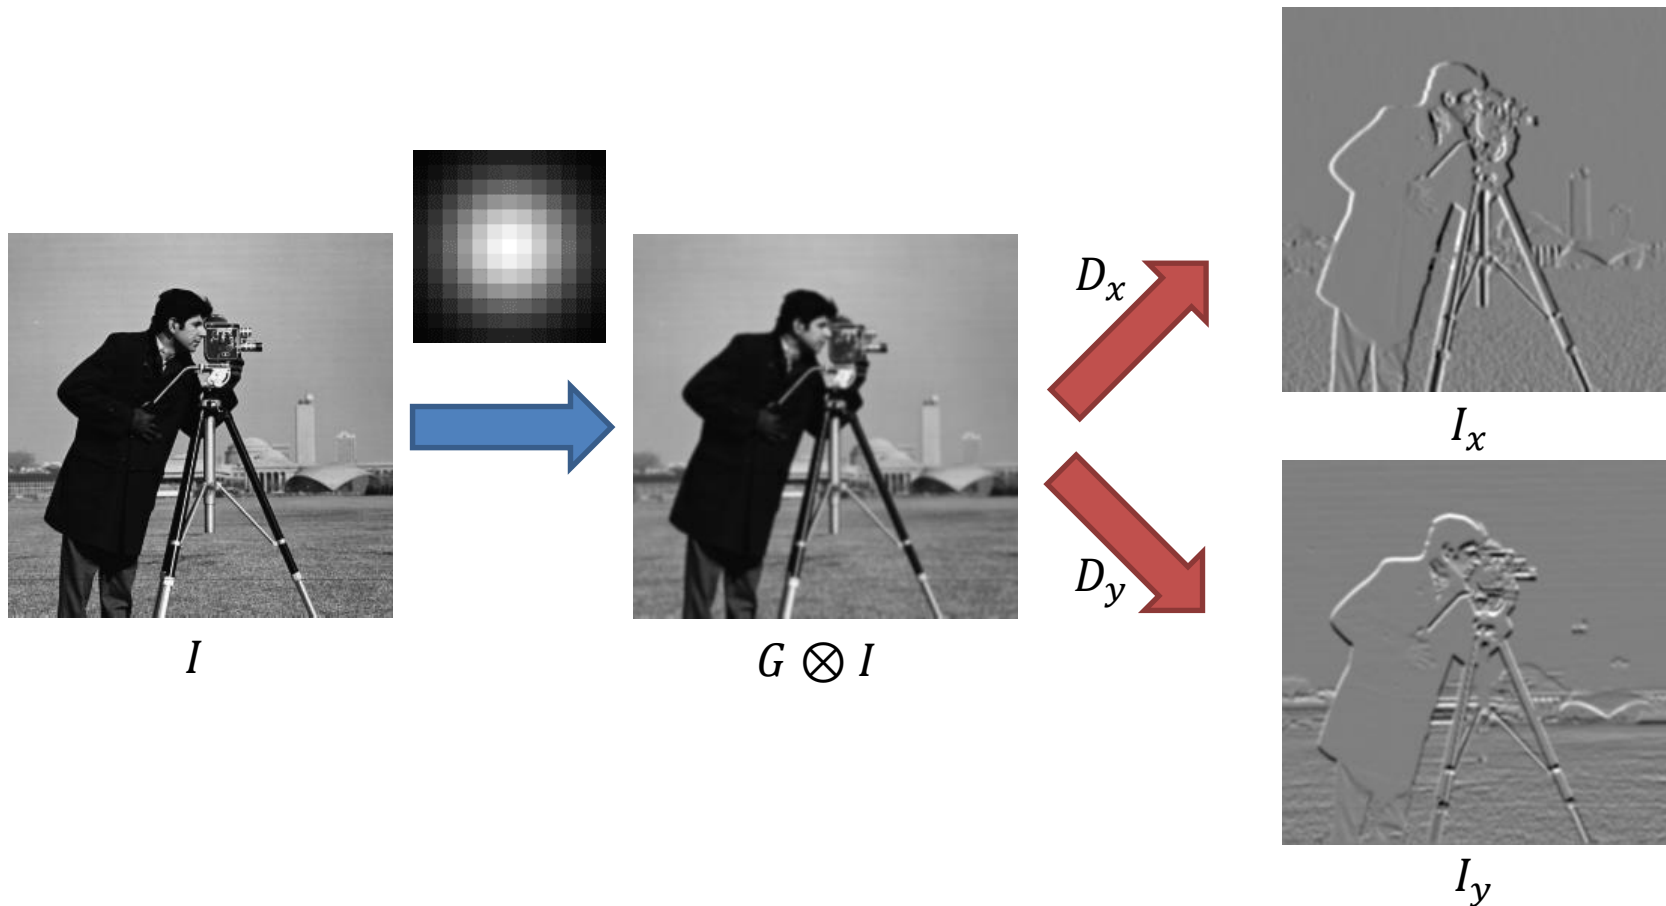 I
G ⊗ I
D_x
D_y
I_x
I_y